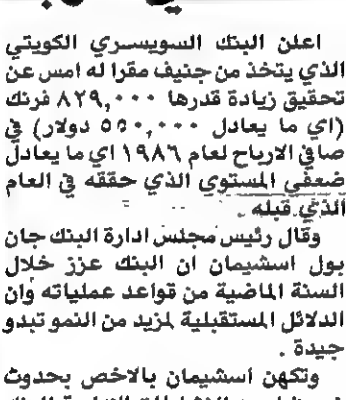 اعلن البنك السويسري الكويتي
الذي يتخذ من جنيف مقرا له امس عن
تحقيق زيادة قدرها ٨٢٩,٠٠٠ فرنك
(اي ما يعادل ٥٥٠,٠٠٠ دولار) في
صافي الارباح لعام ١٩٨٦ اي ما يعادل
ضعفي المستوى الذي حققه في العام
الذي قبله .
وقال رئيس مجلس ادارة البنك جان
بول اسشيمان ان البنك عزز خلال
السنة الماضية من قواعد عملياته وان
الدلائل المستقبلية لمزيد من النمو تبدو
جيدة .
وتكهن اسشيمان بالاخص بحدوث